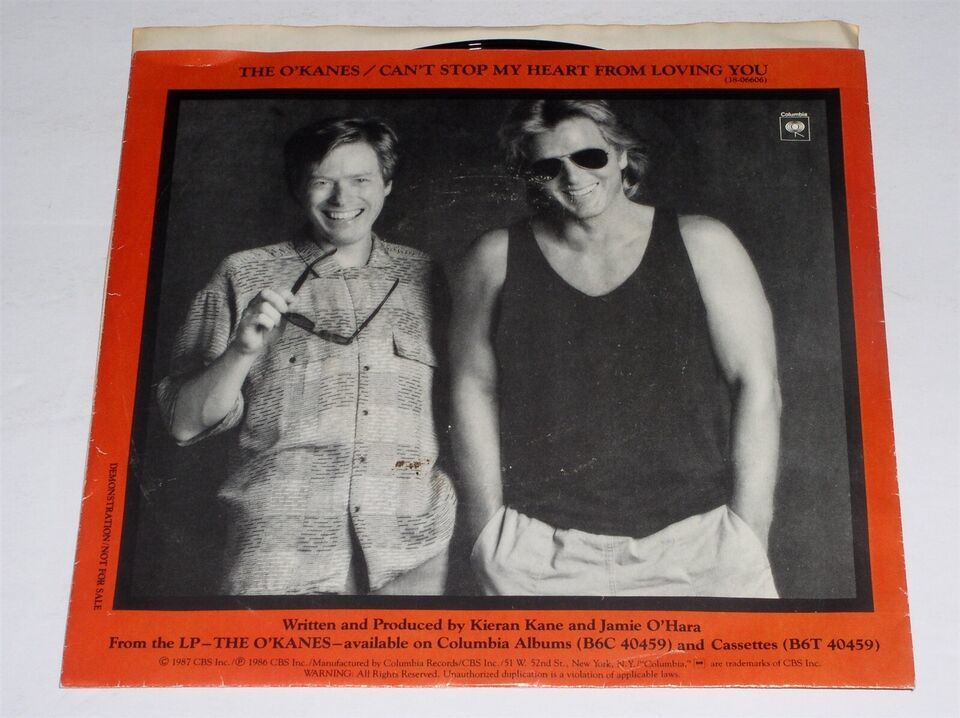 THE O'KANES / CAN'T STOP MY HEART FROM LOVING YOU
(38-06606)
Columbia
DEMONSTRATION/NOT FOR SALE
Written and Produced by Kieran Kane and Jamie O'Hara
From the LP—THE O'KANES—available on Columbia Albums (B6C 40459) and Cassettes (B6T 40459)
© 1987 CBS Inc./℗ 1986 CBS Inc./Manufactured by Columbia Records/CBS Inc./51 W. 52nd St., New York, N.Y./"Columbia," are trademarks of CBS Inc.
WARNING: All Rights Reserved. Unauthorized duplication is a violation of applicable laws.